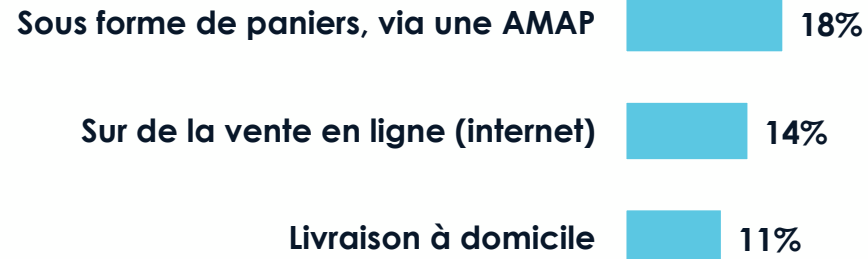 Sous forme de paniers, via une AMAP 18%
Sur de la vente en ligne (internet) 14%
Livraison à domicile 11%